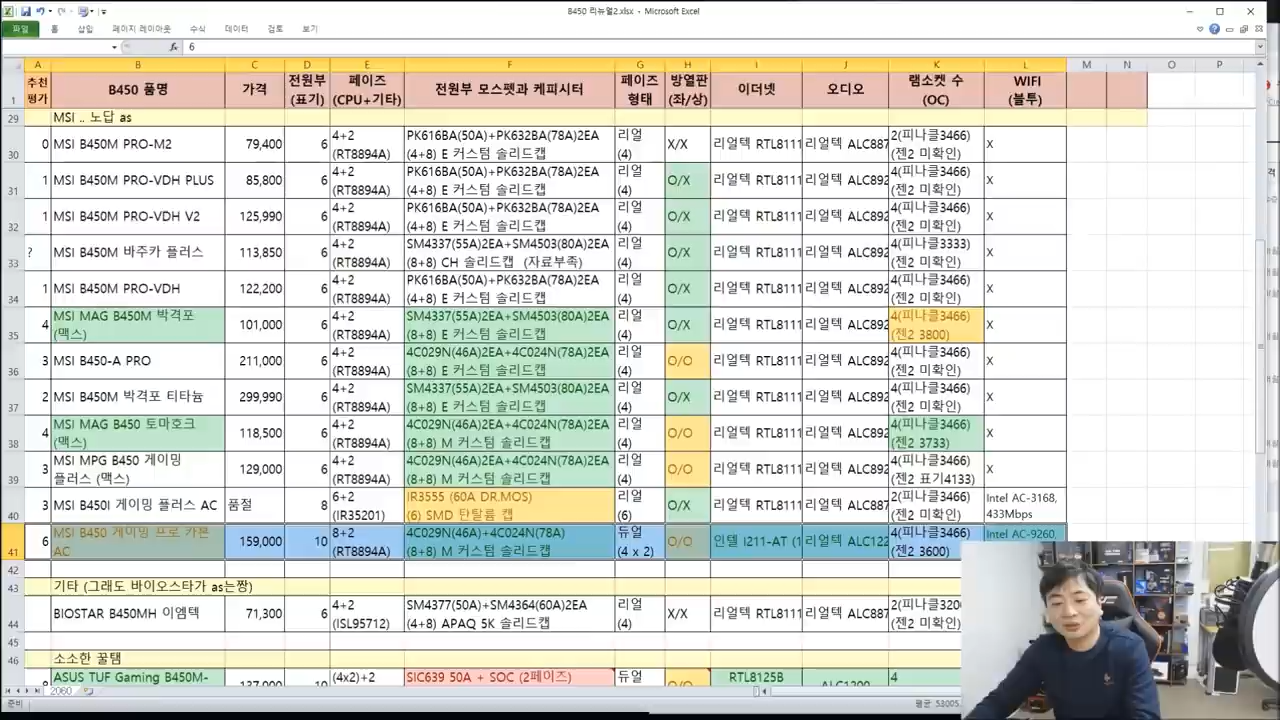 B450 리뉴얼2.xlsx - Microsoft Excel
파일 홈 삽입 페이지 레이아웃 수식 데이터 검토 보기
fx 6
A B C D E F G H I J K L M N O P
1 추천 평가 B450 품명 가격 전원부 (표기) 페이즈 (CPU+기타) 전원부 모스펫과 케피시터 페이즈 형태 방열판 (좌/상) 이더넷 오디오 램소켓 수 (OC) WIFI (블투)
29 MSI .. 노답 as
30 0 MSI B450M PRO-M2 79,400 6 4+2 (RT8894A) PK616BA(50A)+PK632BA(78A)2EA (4+8) E 커스텀 솔리드캡 리얼 (4) X/X 리얼텍 RTL8111 리얼텍 ALC887 2(피나클3466) (젠2 미확인) X
31 1 MSI B450M PRO-VDH PLUS 85,800 6 4+2 (RT8894A) PK616BA(50A)+PK632BA(78A)2EA (4+8) E 커스텀 솔리드캡 리얼 (4) O/X 리얼텍 RTL8111 리얼텍 ALC892 4(피나클3466) (젠2 미확인) X
32 1 MSI B450M PRO-VDH V2 125,990 6 4+2 (RT8894A) PK616BA(50A)+PK632BA(78A)2EA (4+8) E 커스텀 솔리드캡 리얼 (4) O/X 리얼텍 RTL8111 리얼텍 ALC892 4(피나클3466) (젠2 미확인) X
33 ? MSI B450M 바주카 플러스 113,850 6 4+2 (RT8894A) SM4337(55A)2EA+SM4503(80A)2EA (8+8) CH 솔리드캡 (자료부족) 리얼 (4) O/X 리얼텍 RTL8111 리얼텍 ALC892 4(피나클3333) (젠2 미확인) X
34 1 MSI B450M PRO-VDH 122,200 6 4+2 (RT8894A) PK616BA(50A)+PK632BA(78A)2EA (4+8) E 커스텀 솔리드캡 리얼 (4) O/X 리얼텍 RTL8111 리얼텍 ALC892 4(피나클3466) (젠2 미확인) X
35 4 MSI MAG B450M 박격포 (맥스) 101,000 6 4+2 (RT8894A) SM4337(55A)2EA+SM4503(80A)2EA (8+8) E 커스텀 솔리드캡 리얼 (4) O/X 리얼텍 RTL8111 리얼텍 ALC892 4(피나클3466) (젠2 3800) X
36 3 MSI B450-A PRO 211,000 6 4+2 (RT8894A) 4C029N(46A)2EA+4C024N(78A)2EA (8+8) E 커스텀 솔리드캡 리얼 (4) O/O 리얼텍 RTL8111 리얼텍 ALC892 4(피나클3466) (젠2 미확인) X
37 2 MSI B450M 박격포 티타늄 299,990 6 4+2 (RT8894A) SM4337(55A)2EA+SM4503(80A)2EA (8+8) E 커스텀 솔리드캡 리얼 (4) O/X 리얼텍 RTL8111 리얼텍 ALC892 4(피나클3466) (젠2 미확인) X
38 4 MSI MAG B450 토마호크 (맥스) 118,500 6 4+2 (RT8894A) 4C029N(46A)2EA+4C024N(78A)2EA (8+8) M 커스텀 솔리드캡 리얼 (4) O/O 리얼텍 RTL8111 리얼텍 ALC892 4(피나클3466) (젠2 3733) X
39 3 MSI MPG B450 게이밍 플러스 (맥스) 129,000 6 4+2 (RT8894A) 4C029N(46A)2EA+4C024N(78A)2EA (8+8) M 커스텀 솔리드캡 리얼 (4) O/O 리얼텍 RTL8111 리얼텍 ALC892 4(피나클3466) (젠2 표기4133) X
40 3 MSI B450I 게이밍 플러스 AC 품절 8 6+2 (IR35201) IR3555 (60A DR.MOS) (6) SMD 탄탈륨 캡 리얼 (6) O/X 리얼텍 RTL8111 리얼텍 ALC887 4(피나클3466) (젠2 미확인) Intel AC-3168, 433Mbps
41 6 MSI B450 게이밍 프로 카본 AC 159,000 10 8+2 (RT8894A) 4C029N(46A)+4C024N(78A) (8+8) M 커스텀 솔리드캡 듀얼 (4 x 2) O/O 인텔 I211-AT (1 리얼텍 ALC122 4(피나클3466) (젠2 3600) Intel AC-9260,
42
43 기타 (그래도 바이오스타가 as는짱)
44 BIOSTAR B450MH 이엠텍 71,300 6 4+2 (ISL95712) SM4377(50A)+SM4364(60A)2EA (4+8) APAQ 5K 솔리드캡 리얼 (4) X/X 리얼텍 RTL8111 리얼텍 ALC887 2(피나클320 (젠2 미확인)
45
46 소소한 꿀탬
ASUS TUF Gaming B450M- (4x2)+2 SIC639 50A + SOC (2페이즈) 듀얼 RTL8125B 4
2060
준비 평균: 53005.